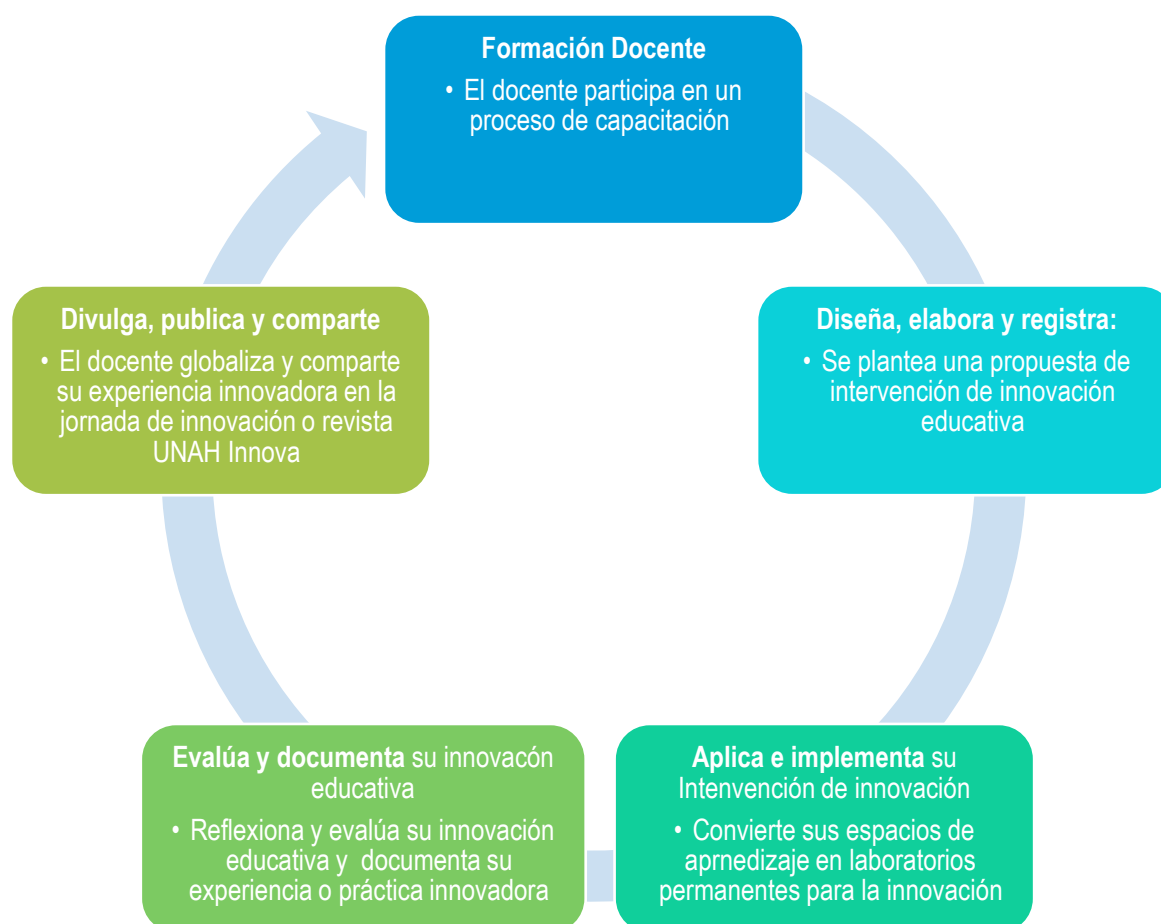 Formación Docente
• El docente participa en un
proceso de capacitación
Diseña, elabora y registra:
• Se plantea una propuesta de
intervención de innovación
educativa
Aplica e implementa su
Intenvención de innovación
• Convierte sus espacios de
aprnedizaje en laboratorios
permanentes para la innovación
Evalúa y documenta su innovacón
educativa
• Reflexiona y evalúa su innovación
educativa y documenta su
experiencia o práctica innovadora
Divulga, publica y comparte
• El docente globaliza y comparte
su experiencia innovadora en la
jornada de innovación o revista
UNAH Innova